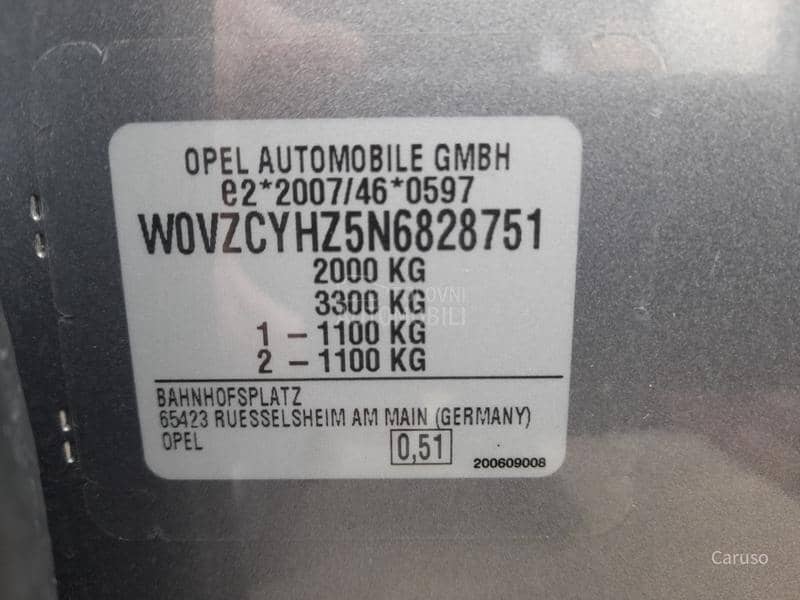 OPEL AUTOMOBILE GMBH
e2*2007/46*0597
W0VZCYHZ5N6828751
2000 KG
3300 KG
1 - 1100 KG
2 - 1100 KG
BAHNHOFSPLATZ
65423 RUESSELSHEIM AM MAIN (GERMANY)
OPEL
0,51
200609008
Caruso